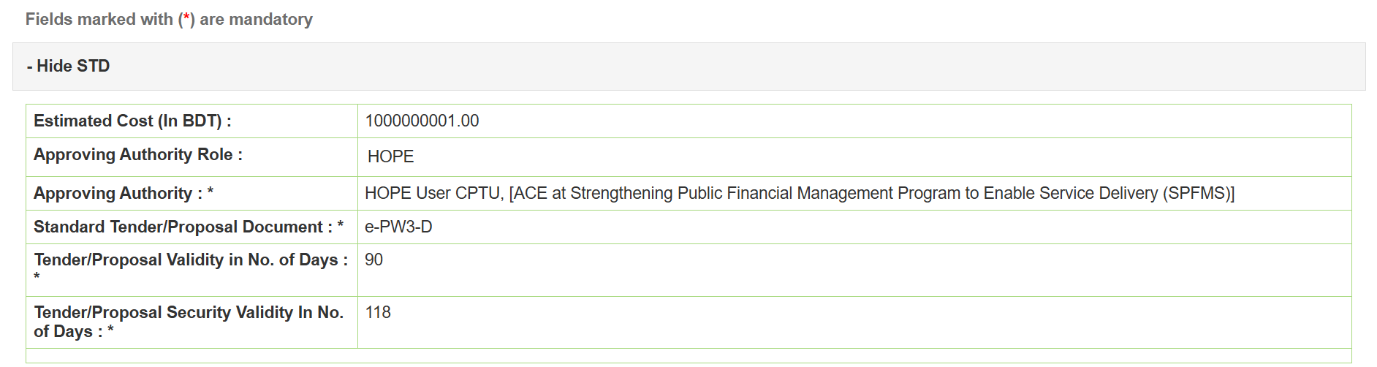 Fields marked with (*) are mandatory
- Hide STD
Estimated Cost (In BDT) : 1000000001.00
Approving Authority Role : HOPE
Approving Authority : * HOPE User CPTU, [ACE at Strengthening Public Financial Management Program to Enable Service Delivery (SPFMS)]
Standard Tender/Proposal Document : * e-PW3-D
Tender/Proposal Validity in No. of Days : 90
*
Tender/Proposal Security Validity In No. 118
of Days : *